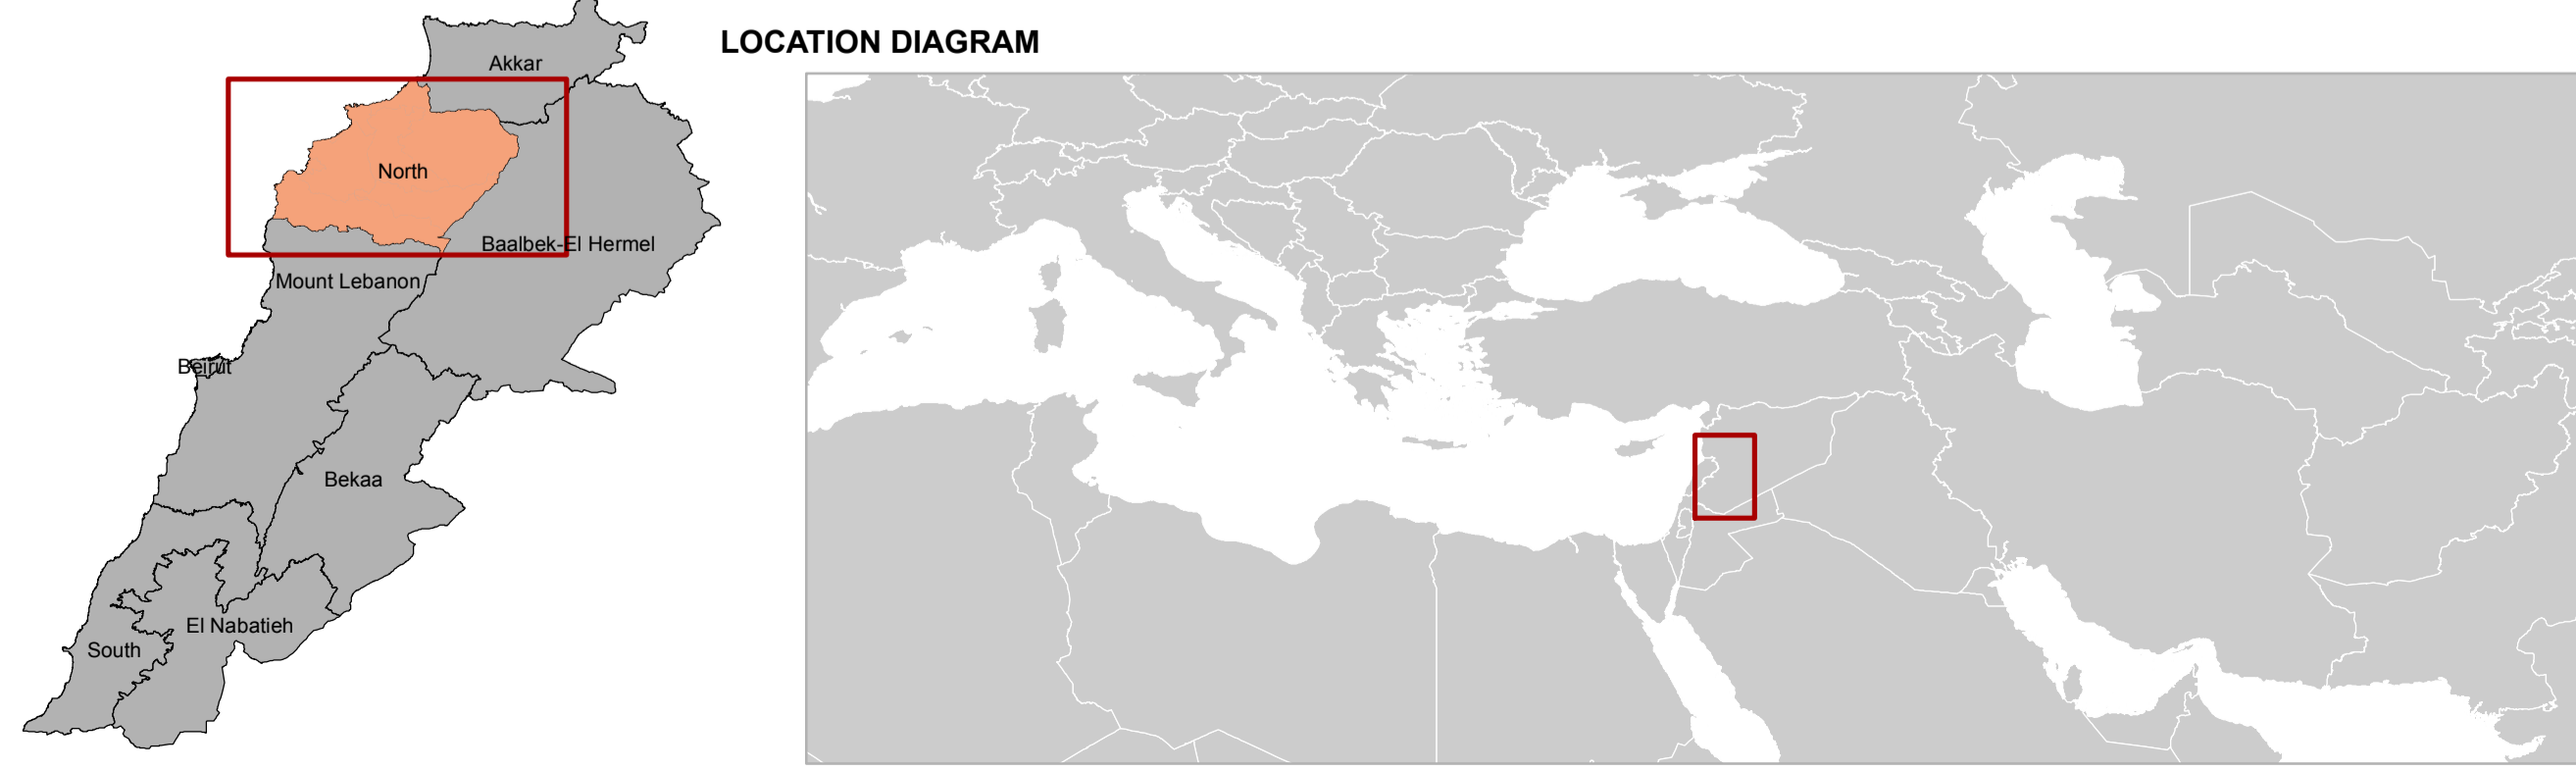 LOCATION DIAGRAM
Akkar
North
Baalbek-El Hermel
Mount Lebanon
Beirut
Bekaa
El Nabatieh
South